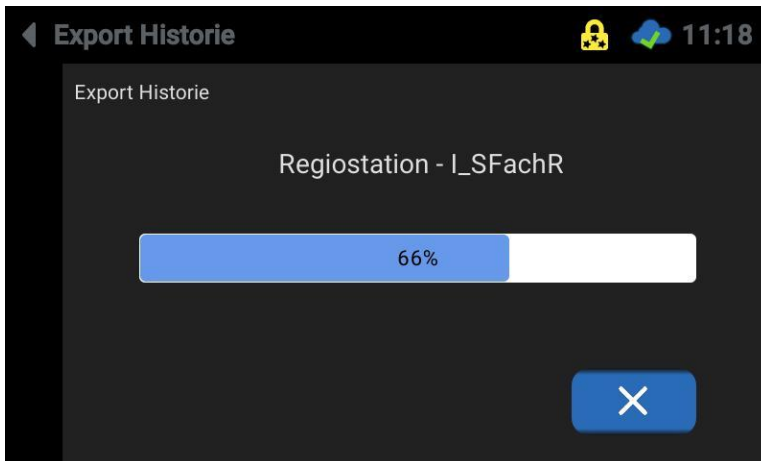 Export Historie
11:18
Export Historie
Regiostation - I_SFachR
66%